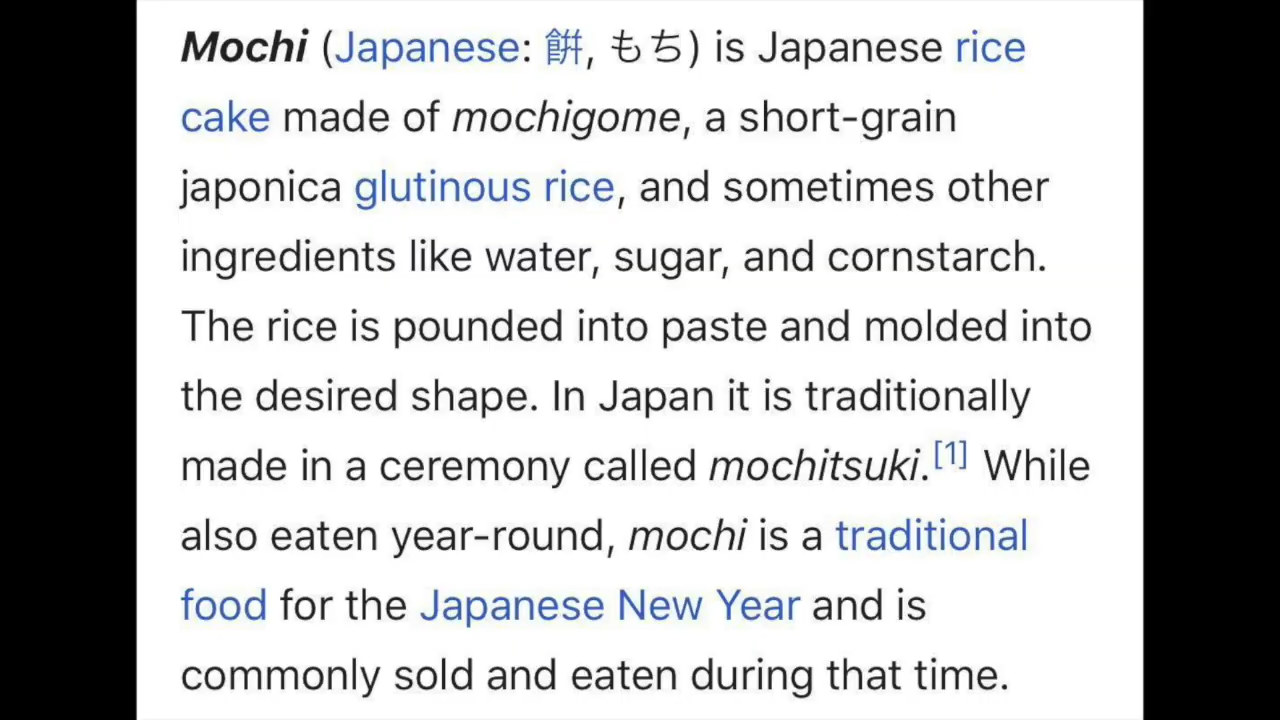 Mochi (Japanese: 餅, もち) is Japanese rice
cake made of mochigome, a short-grain
japonica glutinous rice, and sometimes other
ingredients like water, sugar, and cornstarch.
The rice is pounded into paste and molded into
the desired shape. In Japan it is traditionally
made in a ceremony called mochitsuki.[1] While
also eaten year-round, mochi is a traditional
food for the Japanese New Year and is
commonly sold and eaten during that time.